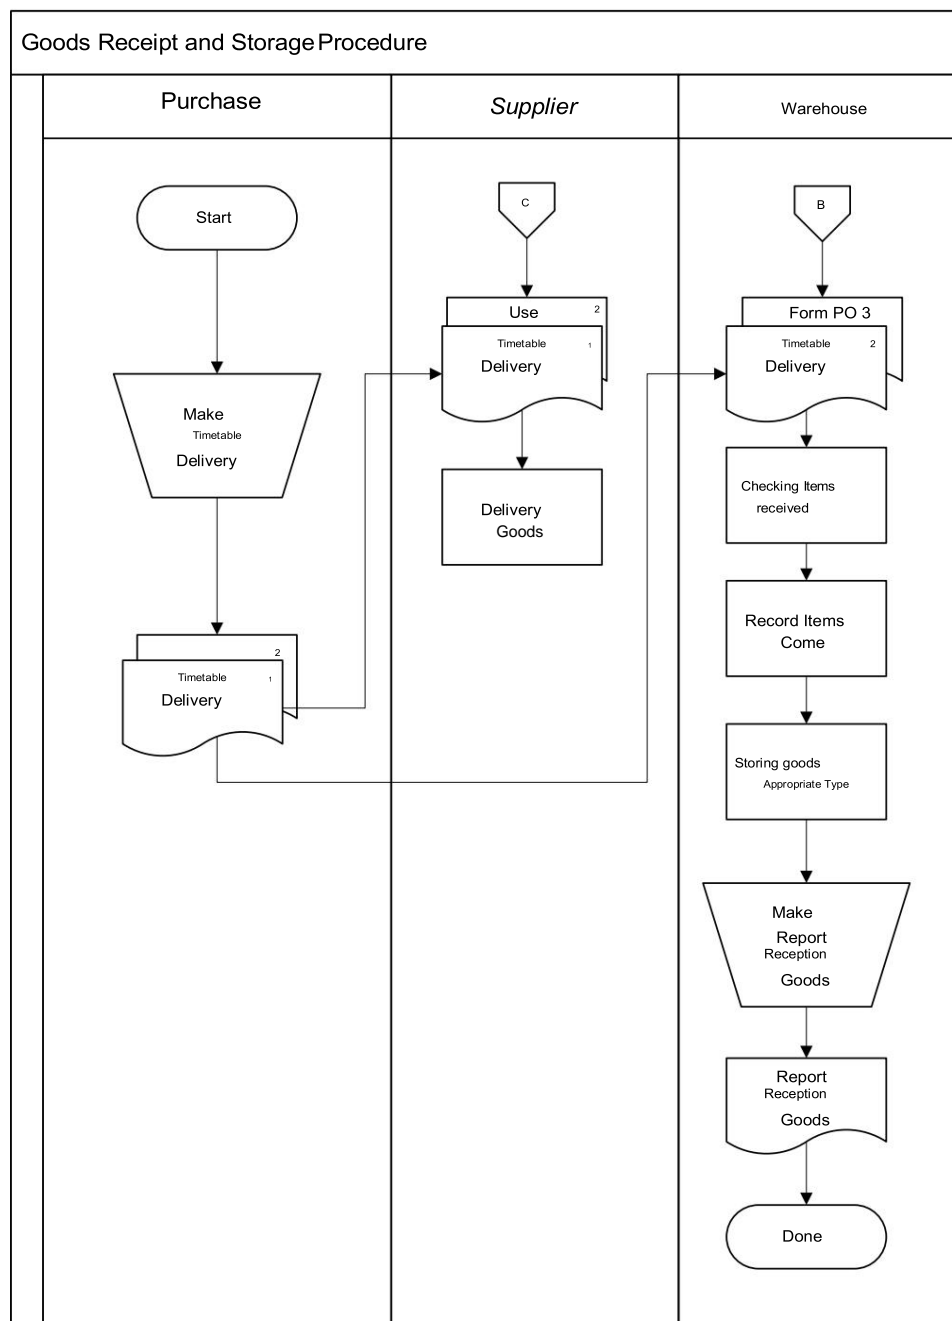 Goods Receipt and Storage Procedure
Purchase
Supplier
Warehouse
Start
Make
Timetable
Delivery
2
Timetable 1
Delivery
C
Use 2
Timetable 1
Delivery
Delivery
Goods
B
Form PO 3
Timetable 2
Delivery
Checking Items
received
Record Items
Come
Storing goods
Appropriate Type
Make
Report
Reception
Goods
Report
Reception
Goods
Done